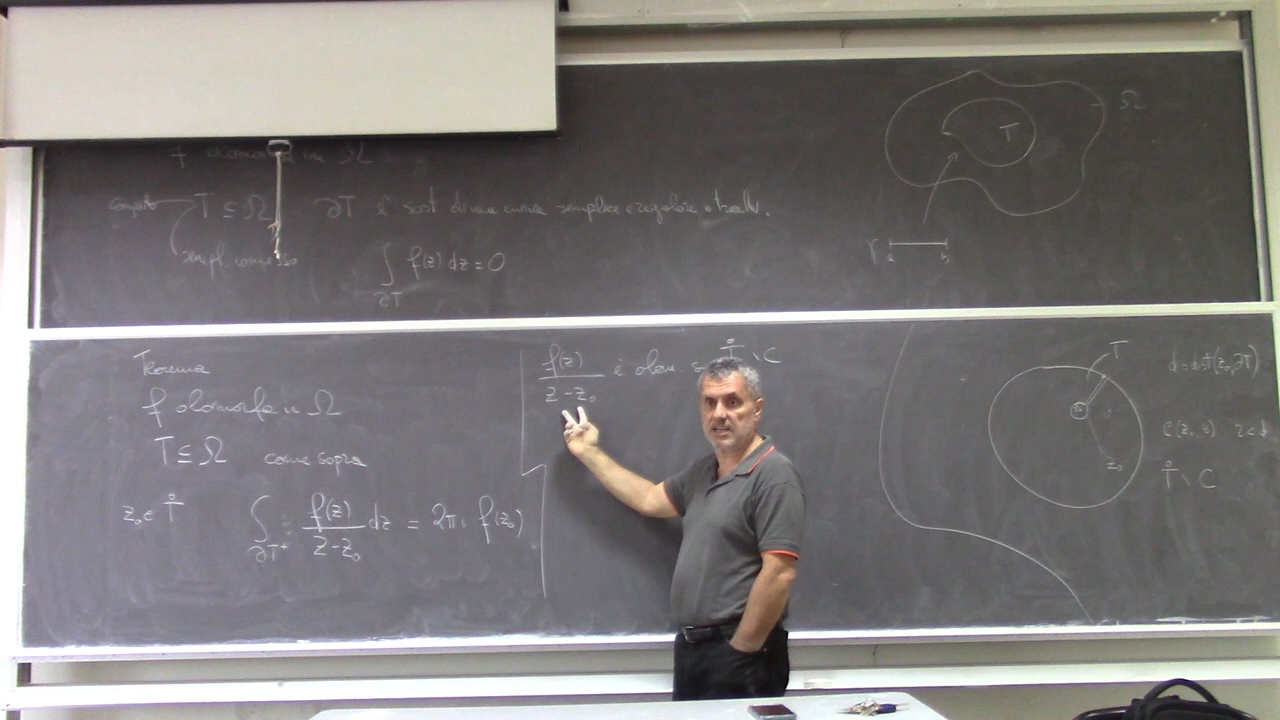 f olomorfa in Ω
compatto T ⊆ Ω ∂T è sost. di una curva semplice e regolare a tratti.
sempl. connesso
∫ f(z) dz = 0
∂T
T
Ω
γ a b
Teorema
f olomorfa in Ω
T ⊆ Ω come sopra
z₀ ∈ T̊ ∫_{∂T⁺} f(z)/(z-z₀) dz = 2πi f(z₀)
f(z)/(z-z₀) è olom su T̊ \ C
T
d = dist(z₀, ∂T)
C(z₀, r) r < d
z₀
T̊ \ C